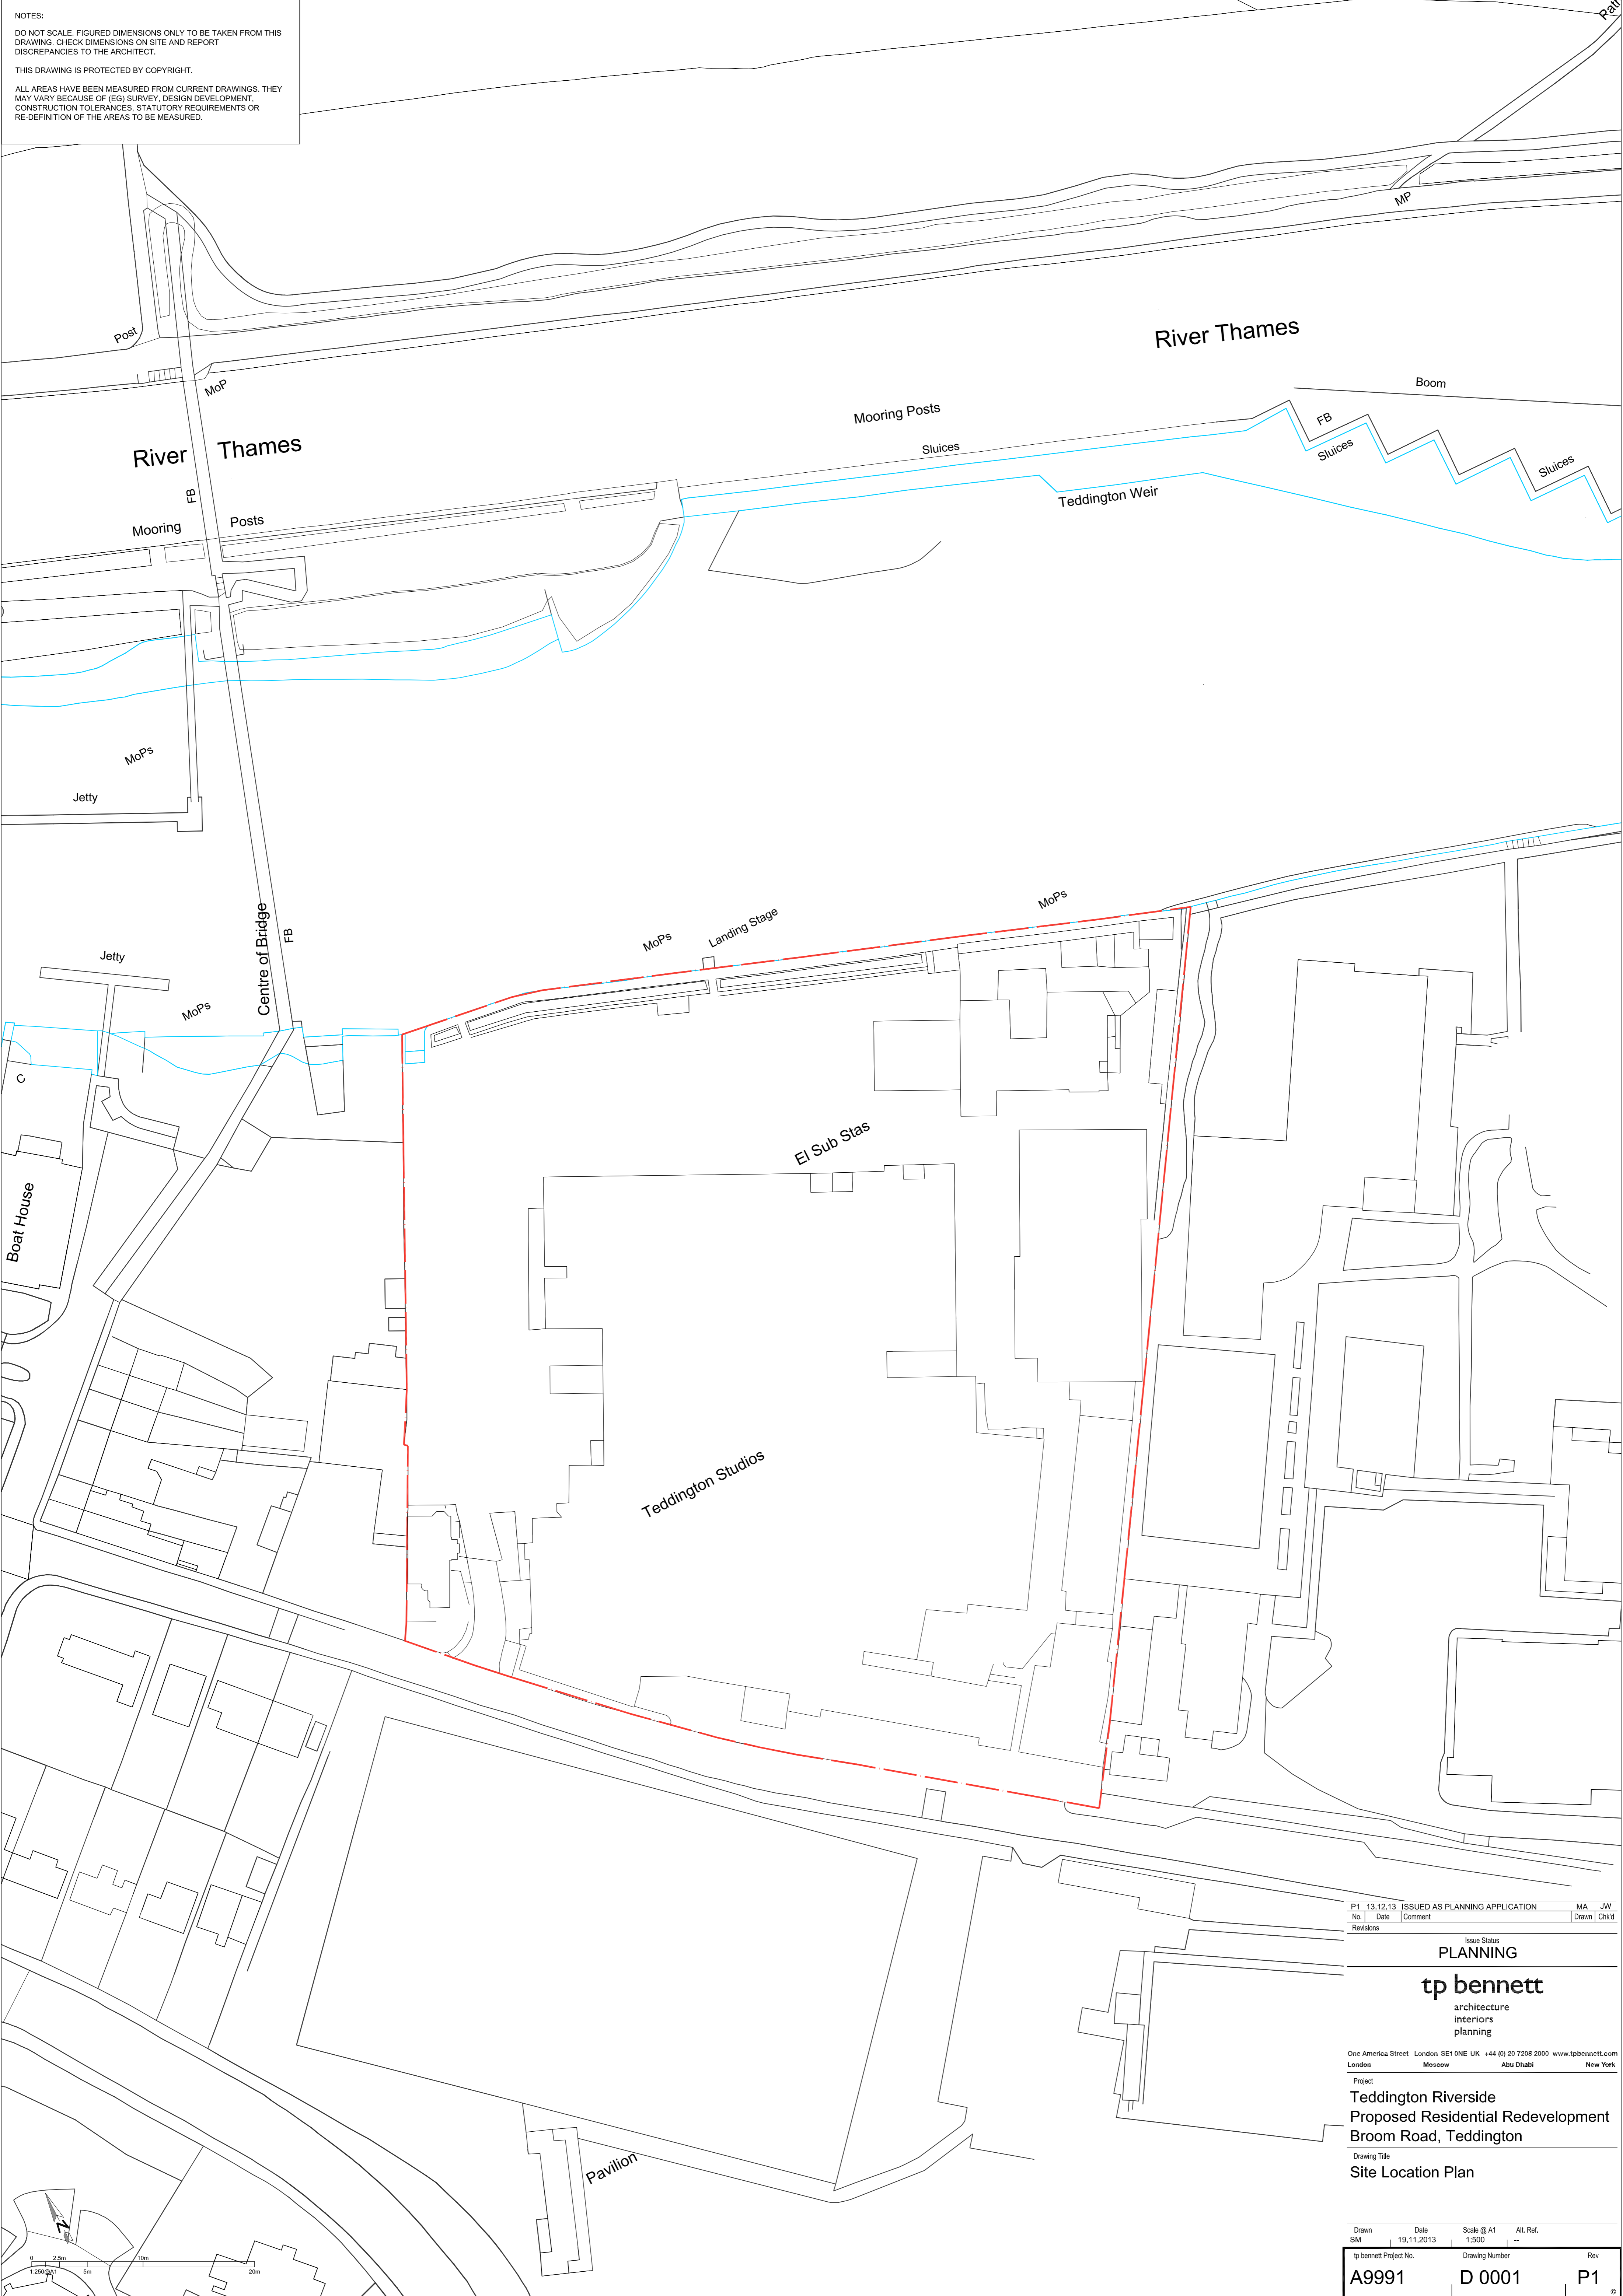 NOTES:
DO NOT SCALE. FIGURED DIMENSIONS ONLY TO BE TAKEN FROM THIS
DRAWING. CHECK DIMENSIONS ON SITE AND REPORT
DISCREPANCIES TO THE ARCHITECT.
THIS DRAWING IS PROTECTED BY COPYRIGHT.
ALL AREAS HAVE BEEN MEASURED FROM CURRENT DRAWINGS. THEY
MAY VARY BECAUSE OF (EG) SURVEY, DESIGN DEVELOPMENT,
CONSTRUCTION TOLERANCES, STATUTORY REQUIREMENTS OR
RE-DEFINITION OF THE AREAS TO BE MEASURED.
MP
Post
MoP
River Thames
River Thames
Boom
Mooring Posts
Sluices
FB
Sluices
Sluices
FB
Mooring Posts
Teddington Weir
MoPs
Jetty
Centre of Bridge
FB
MoPs
Landing Stage
MoPs
Jetty
MoPs
C
Boat House
El Sub Stas
Teddington Studios
Pavilion
N
0 2.5m 10m
1:250@A1 5m 20m
P1 13.12.13 ISSUED AS PLANNING APPLICATION MA JW
No. Date Comment Drawn Chk'd
Revisions
Issue Status
PLANNING
tp bennett
architecture
interiors
planning
One America Street London SE1 0NE UK +44 (0) 20 7208 2000 www.tpbennett.com
London Moscow Abu Dhabi New York
Project
Teddington Riverside
Proposed Residential Redevelopment
Broom Road, Teddington
Drawing Title
Site Location Plan
Drawn Date Scale @ A1 Alt. Ref.
SM 19.11.2013 1:500 --
tp bennett Project No. Drawing Number Rev
A9991 D 0001 P1
©